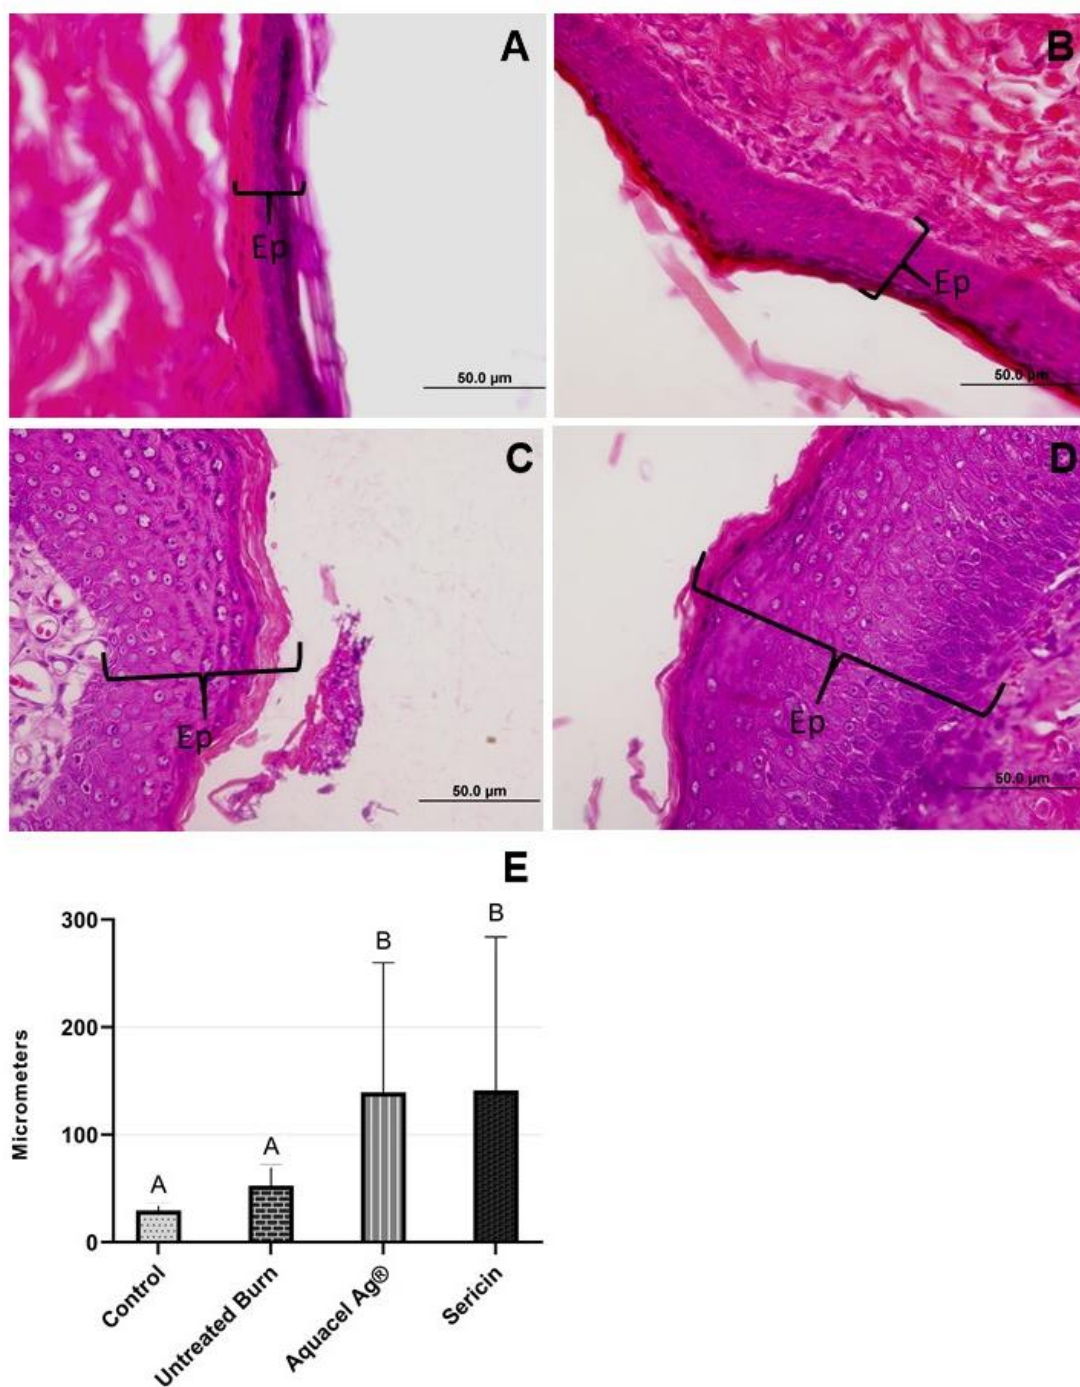 A
Ep
50.0 µm
B
Ep
50.0 µm
C
Ep
50.0 µm
D
Ep
50.0 µm
E
300
200
100
0
Micrometers
A
A
B
B
Control
Untreated Burn
Aquacel Ag®
Sericin